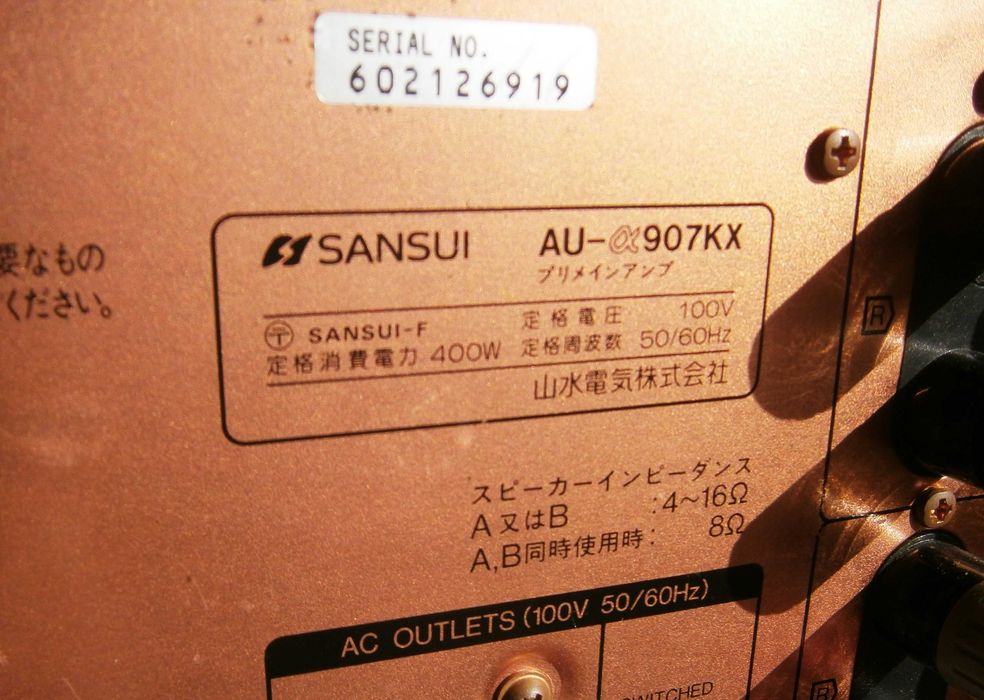 SERIAL NO.
602126919
要なもの
ください。
SANSUI AU-α907KX
プリメインアンプ
〒 SANSUI-F 定格電圧 100V
定格消費電力 400W 定格周波数 50/60Hz
山水電気株式会社
スピーカーインピーダンス
A又はB :4~16Ω
A,B同時使用時: 8Ω
R
AC OUTLETS (100V 50/60Hz)
SWITCHED
R